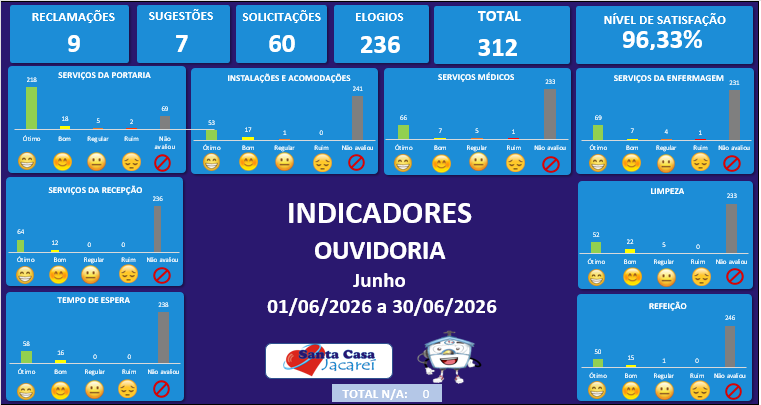 RECLAMAÇÕES
9
SUGESTÕES
7
SOLICITAÇÕES
60
ELOGIOS
236
TOTAL
312
NÍVEL DE SATISFAÇÃO
96,33%
SERVIÇOS DA PORTARIA
218
18
5
2
69
Ótimo Bom Regular Ruim Não avaliou
INSTALAÇÕES E ACOMODAÇÕES
53
17
1
0
241
Ótimo Bom Regular Ruim Não avaliou
SERVIÇOS MÉDICOS
66
7
5
1
233
Ótimo Bom Regular Ruim Não avaliou
SERVIÇOS DA ENFERMAGEM
69
7
4
1
231
Ótimo Bom Regular Ruim Não avaliou
SERVIÇOS DA RECEPÇÃO
64
12
0
0
236
Ótimo Bom Regular Ruim Não avaliou
INDICADORES
OUVIDORIA
Junho
01/06/2026 a 30/06/2026
LIMPEZA
52
22
5
0
233
Ótimo Bom Regular Ruim Não avaliou
TEMPO DE ESPERA
58
16
0
0
238
Ótimo Bom Regular Ruim Não avaliou
REFEIÇÃO
50
15
1
0
246
Ótimo Bom Regular Ruim Não avaliou
Santa Casa
Jacareí
TOTAL N/A: 0